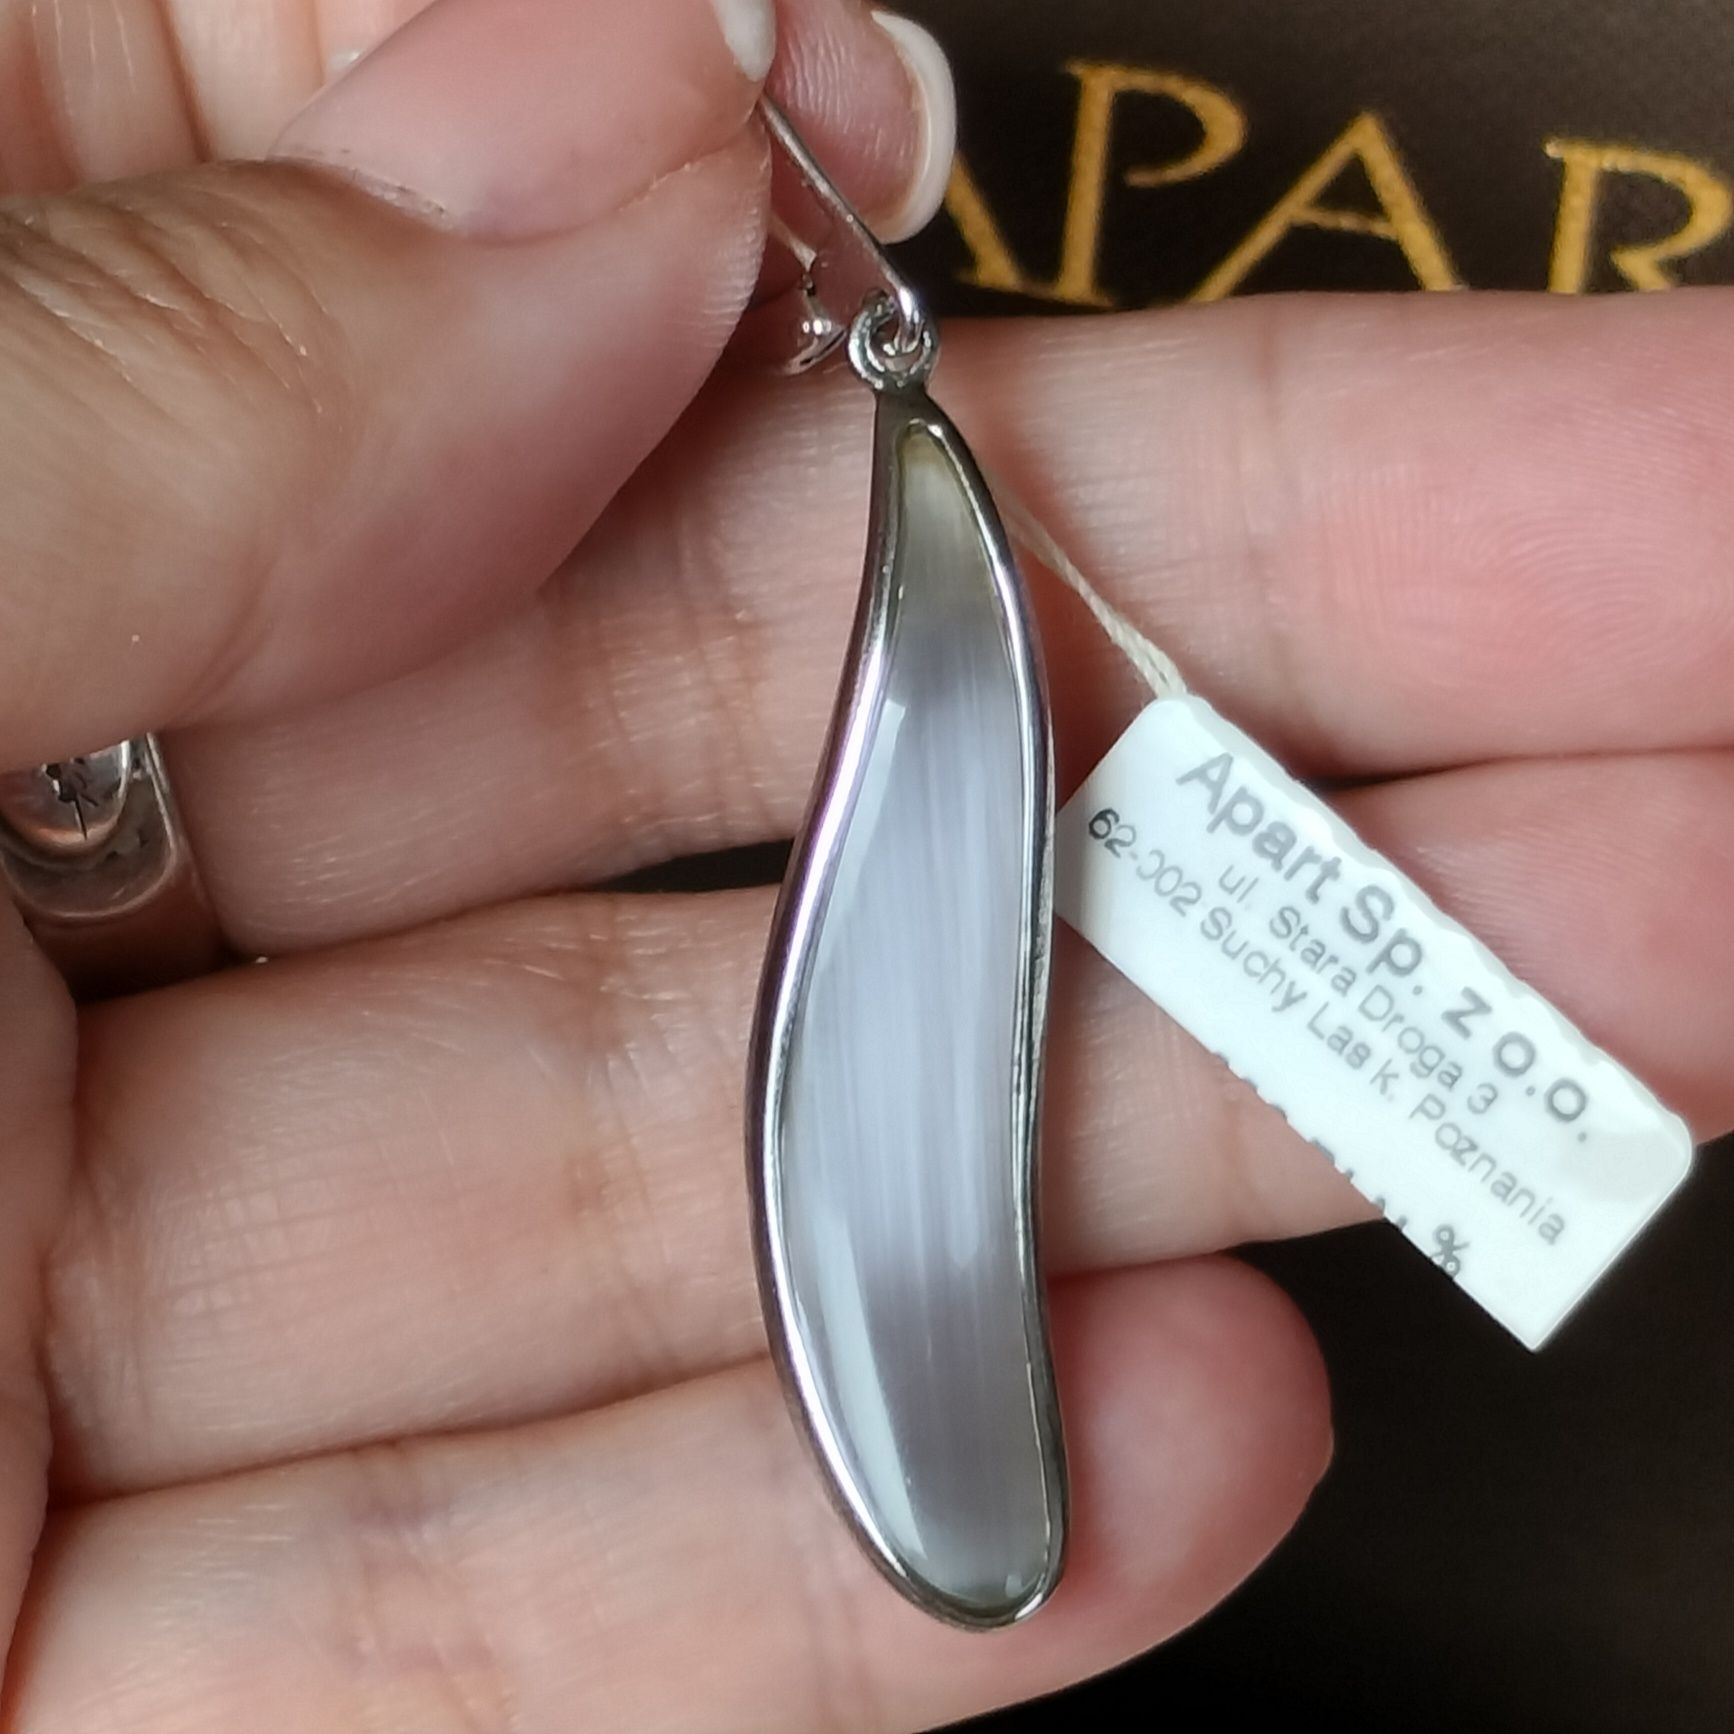 APAR
Apart Sp. z o.o.
ul. Stara Droga 3
62-002 Suchy Las k. Poznania
%